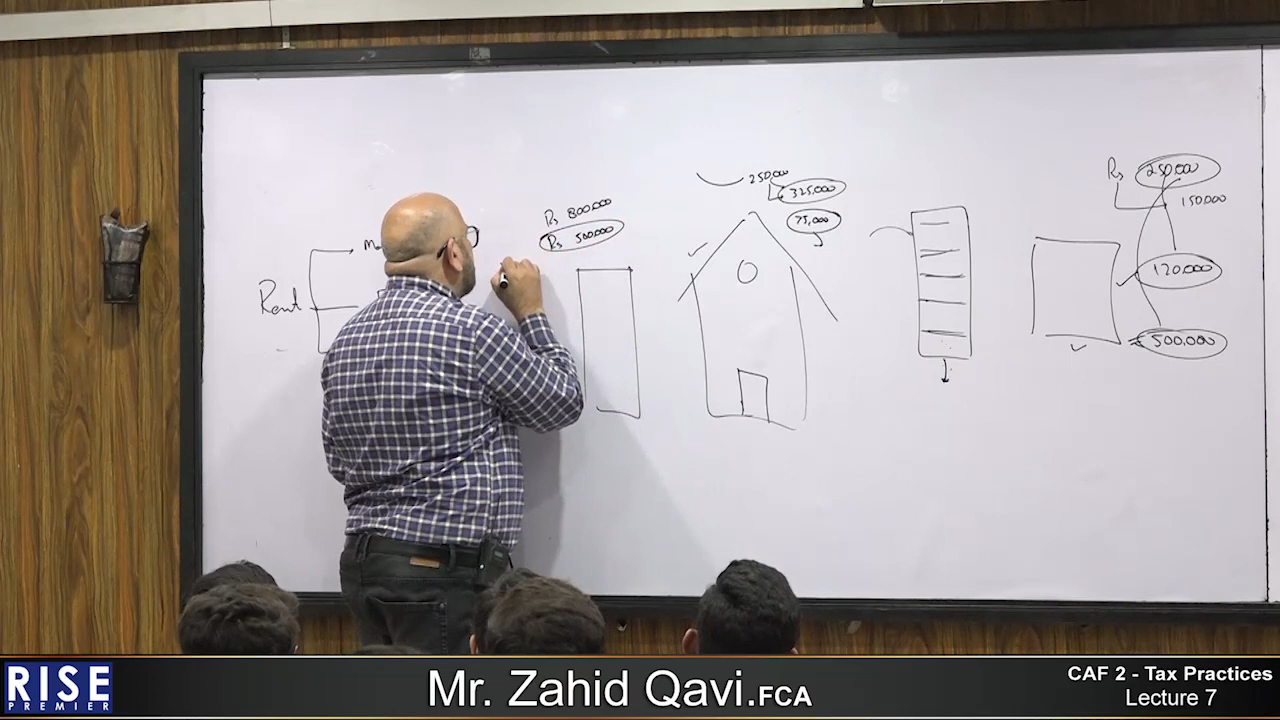 Rent
Rs 800,000
Rs 500,000
250,000
325,000
75,000
Rs 250,000
150,000
120,000
= 500,000
RISE
PREMIER
Mr. Zahid Qavi.FCA
CAF 2 - Tax Practices
Lecture 7